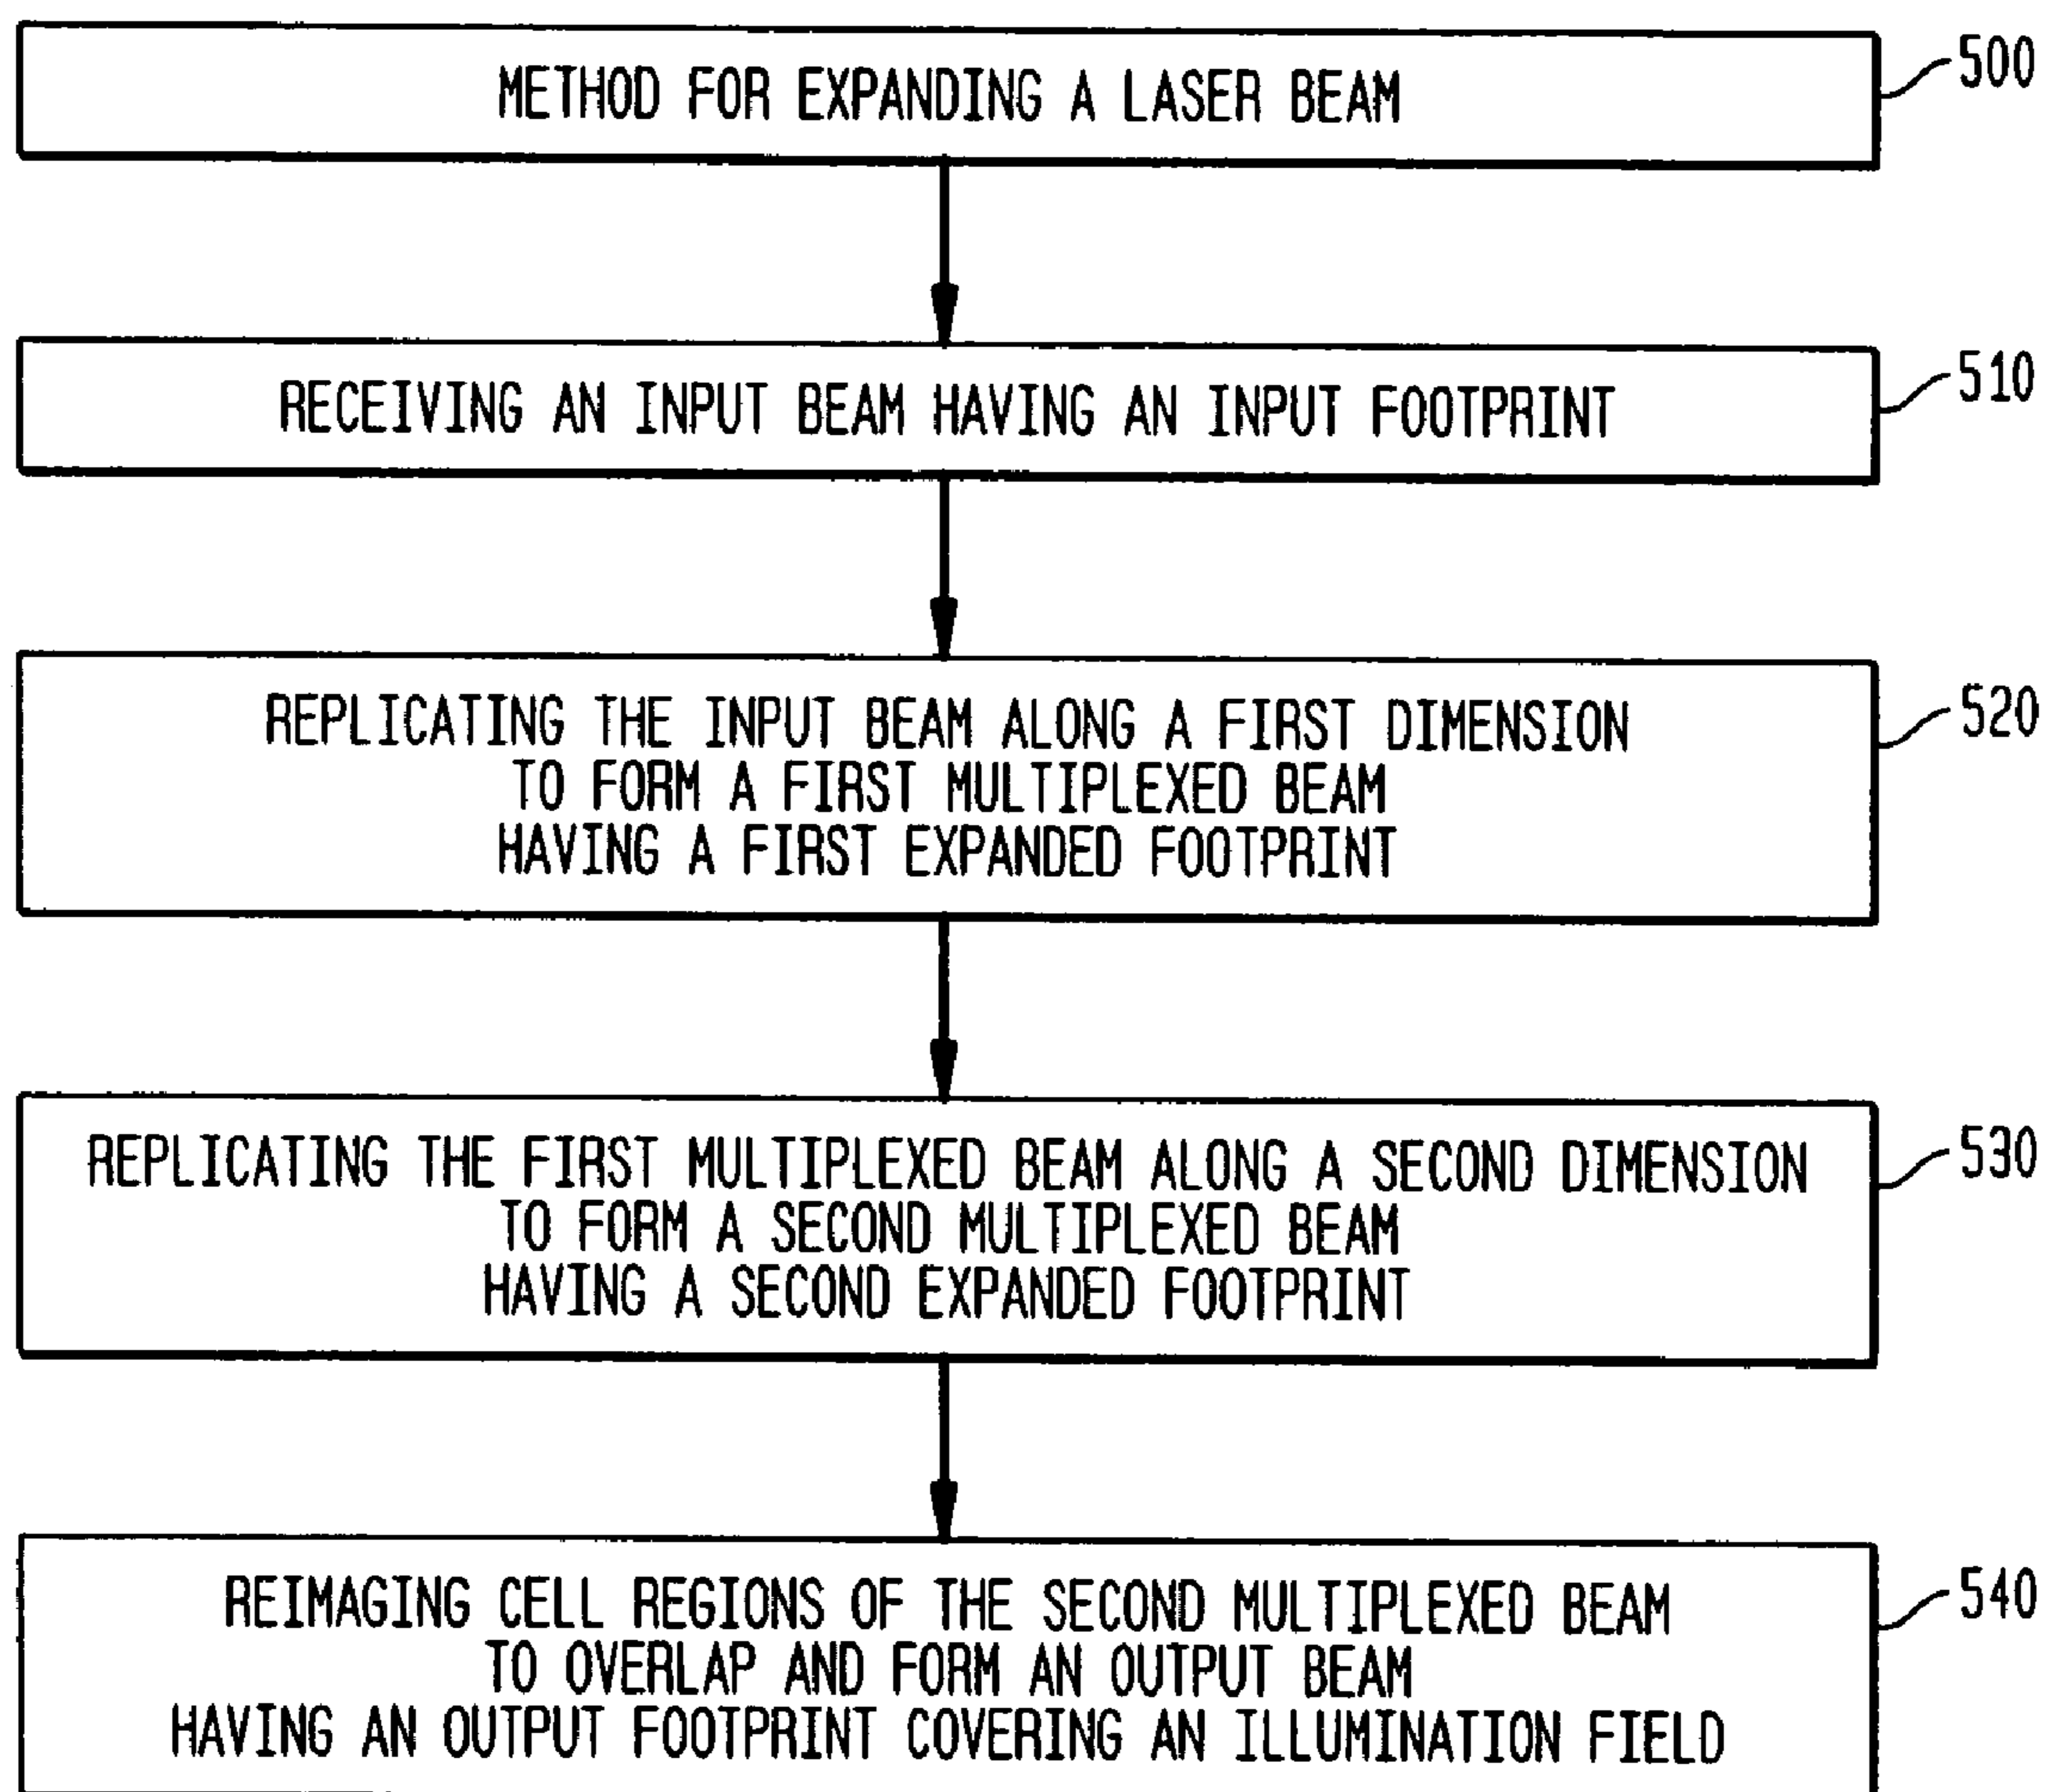 METHOD FOR EXPANDING A LASER BEAM
500
RECEIVING AN INPUT BEAM HAVING AN INPUT FOOTPRINT
510
REPLICATING THE INPUT BEAM ALONG A FIRST DIMENSION
TO FORM A FIRST MULTIPLEXED BEAM
HAVING A FIRST EXPANDED FOOTPRINT
520
REPLICATING THE FIRST MULTIPLEXED BEAM ALONG A SECOND DIMENSION
TO FORM A SECOND MULTIPLEXED BEAM
HAVING A SECOND EXPANDED FOOTPRINT
530
REIMAGING CELL REGIONS OF THE SECOND MULTIPLEXED BEAM
TO OVERLAP AND FORM AN OUTPUT BEAM
HAVING AN OUTPUT FOOTPRINT COVERING AN ILLUMINATION FIELD
540